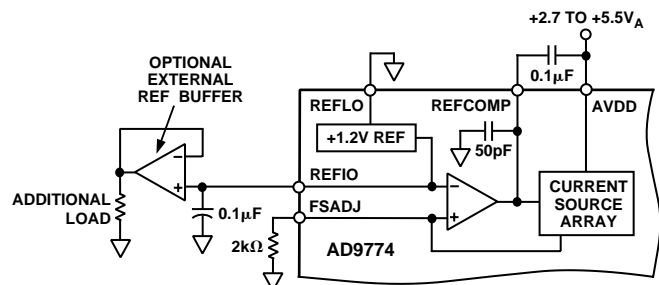 +2.7 TO +5.5VA
OPTIONAL
EXTERNAL
REF BUFFER
0.1μF
REFLO
REFCOMP
AVDD
+1.2V REF
50pF
–
+
REFIO
–
+
ADDITIONAL
LOAD
0.1μF
FSADJ
CURRENT
SOURCE
ARRAY
2kΩ
AD9774